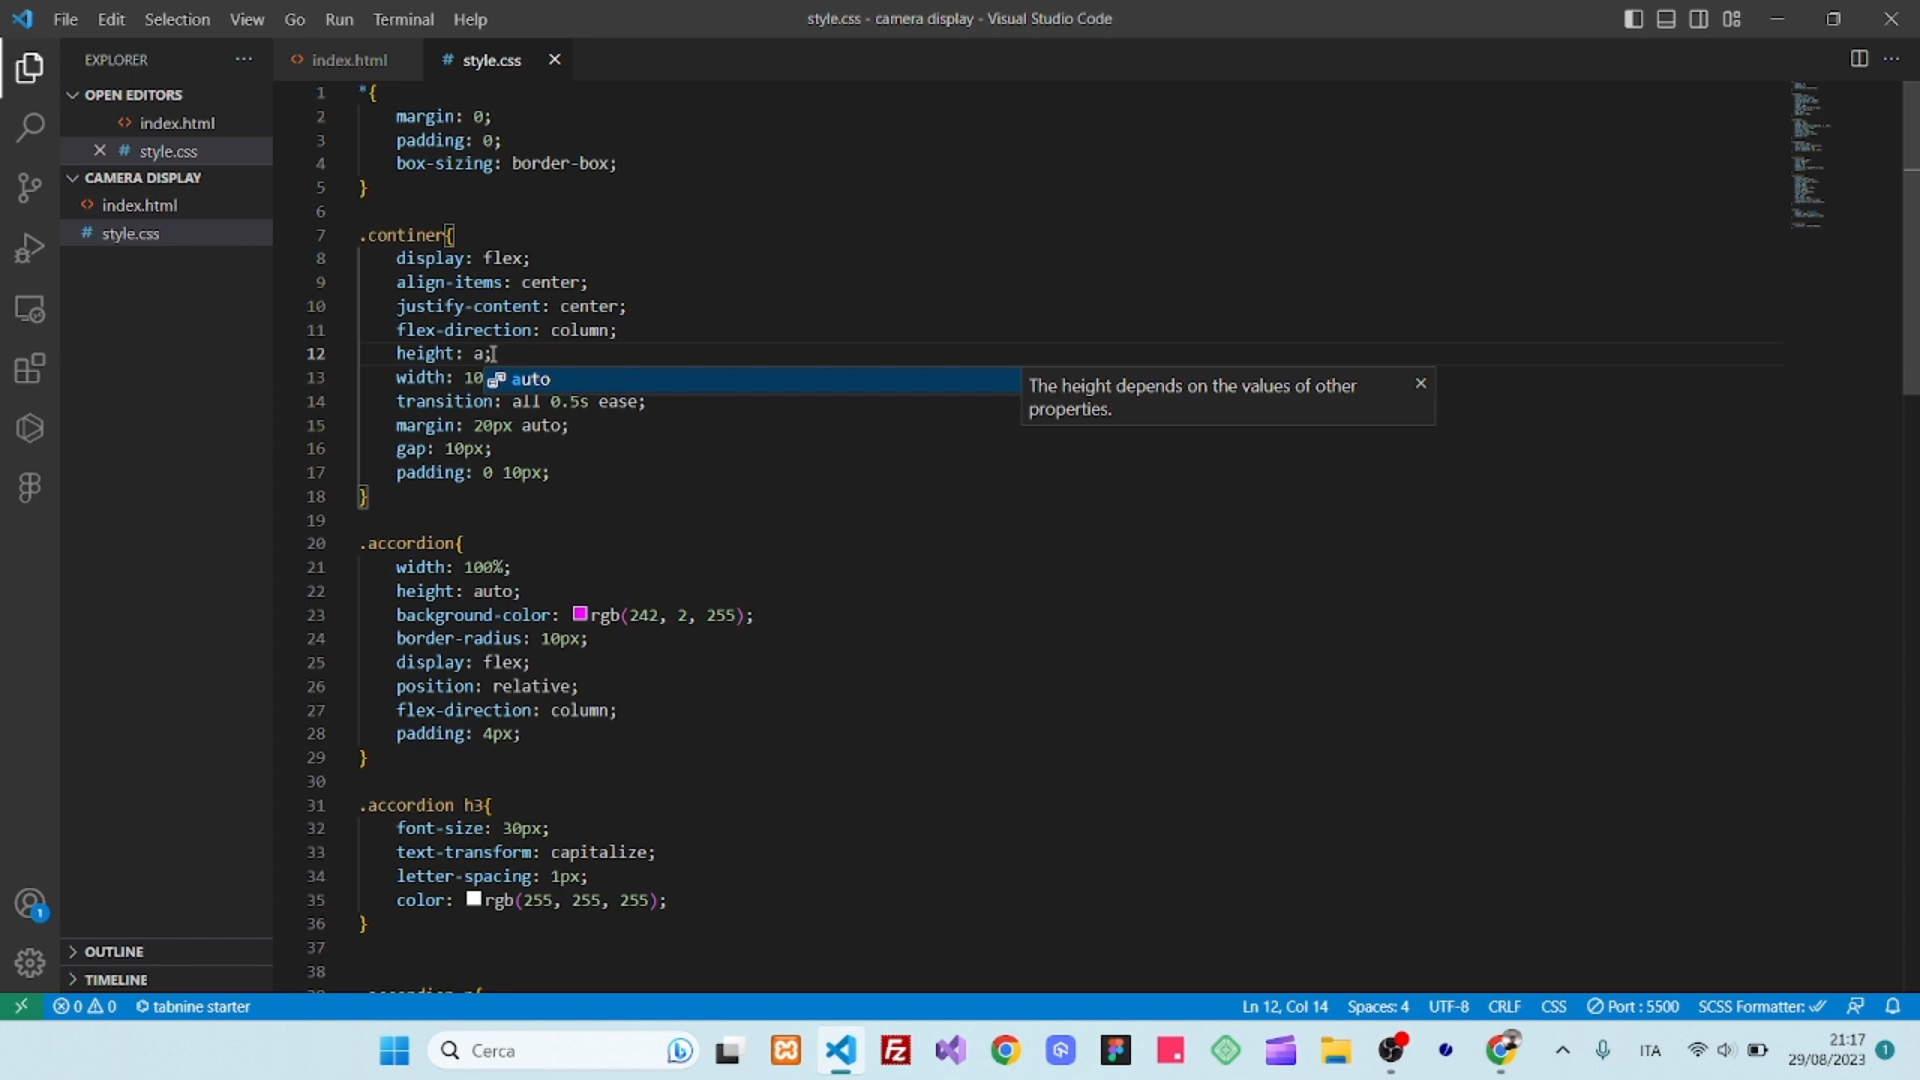 File Edit Selection View Go Run Terminal Help
style.css - camera display - Visual Studio Code
EXPLORER
index.html
style.css
OPEN EDITORS
index.html
style.css
CAMERA DISPLAY
index.html
style.css
OUTLINE
TIMELINE
1 *{
2 margin: 0;
3 padding: 0;
4 box-sizing: border-box;
5 }
6
7 .continer{
8 display: flex;
9 align-items: center;
10 justify-content: center;
11 flex-direction: column;
12 height: a;
13 width: 10
auto
The height depends on the values of other
properties.
14 transition: all 0.5s ease;
15 margin: 20px auto;
16 gap: 10px;
17 padding: 0 10px;
18 }
19
20 .accordion{
21 width: 100%;
22 height: auto;
23 background-color: rgb(242, 2, 255);
24 border-radius: 10px;
25 display: flex;
26 position: relative;
27 flex-direction: column;
28 padding: 4px;
29 }
30
31 .accordion h3{
32 font-size: 30px;
33 text-transform: capitalize;
34 letter-spacing: 1px;
35 color: rgb(255, 255, 255);
36 }
37
38
1
0 0 tabnine starter
Ln 12, Col 14 Spaces: 4 UTF-8 CRLF CSS Port : 5500 SCSS Formatter:
Cerca
ITA
21:17
29/08/2023
1